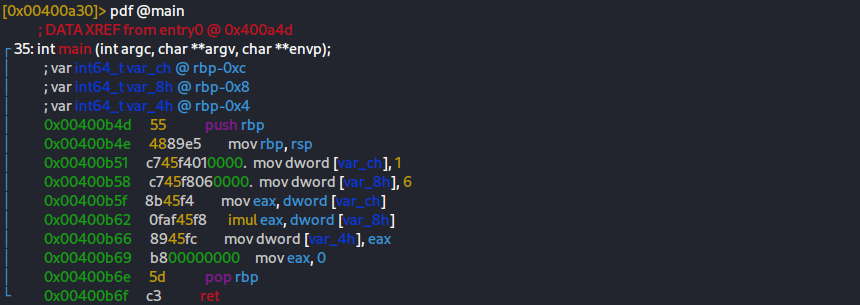 [0x00400a30]> pdf @main
; DATA XREF from entry0 @ 0x400a4d
35: int main (int argc, char **argv, char **envp);
; var int64_t var_ch @ rbp-0xc
; var int64_t var_8h @ rbp-0x8
; var int64_t var_4h @ rbp-0x4
0x00400b4d 55 push rbp
0x00400b4e 4889e5 mov rbp, rsp
0x00400b51 c745f4010000. mov dword [var_ch], 1
0x00400b58 c745f8060000. mov dword [var_8h], 6
0x00400b5f 8b45f4 mov eax, dword [var_ch]
0x00400b62 0faf45f8 imul eax, dword [var_8h]
0x00400b66 8945fc mov dword [var_4h], eax
0x00400b69 b800000000 mov eax, 0
0x00400b6e 5d pop rbp
0x00400b6f c3 ret